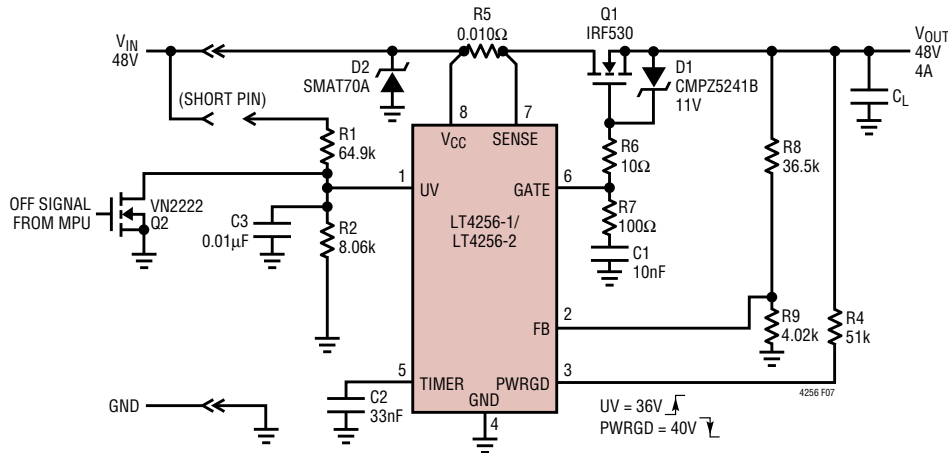 VIN
48V
(SHORT PIN)
OFF SIGNAL
FROM MPU
VN2222
Q2
GND
D2
SMAT70A
R5
0.010Ω
Q1
IRF530
D1
CMPZ5241B
11V
VOUT
48V
4A
CL
R1
64.9k
C3
0.01µF
R2
8.06k
8
7
VCC
SENSE
1
UV
GATE
6
LT4256-1/
LT4256-2
FB
2
5
TIMER
PWRGD
3
GND
4
C2
33nF
R6
10Ω
R7
100Ω
C1
10nF
R8
36.5k
R9
4.02k
R4
51k
4256 F07
UV = 36V
PWRGD = 40V